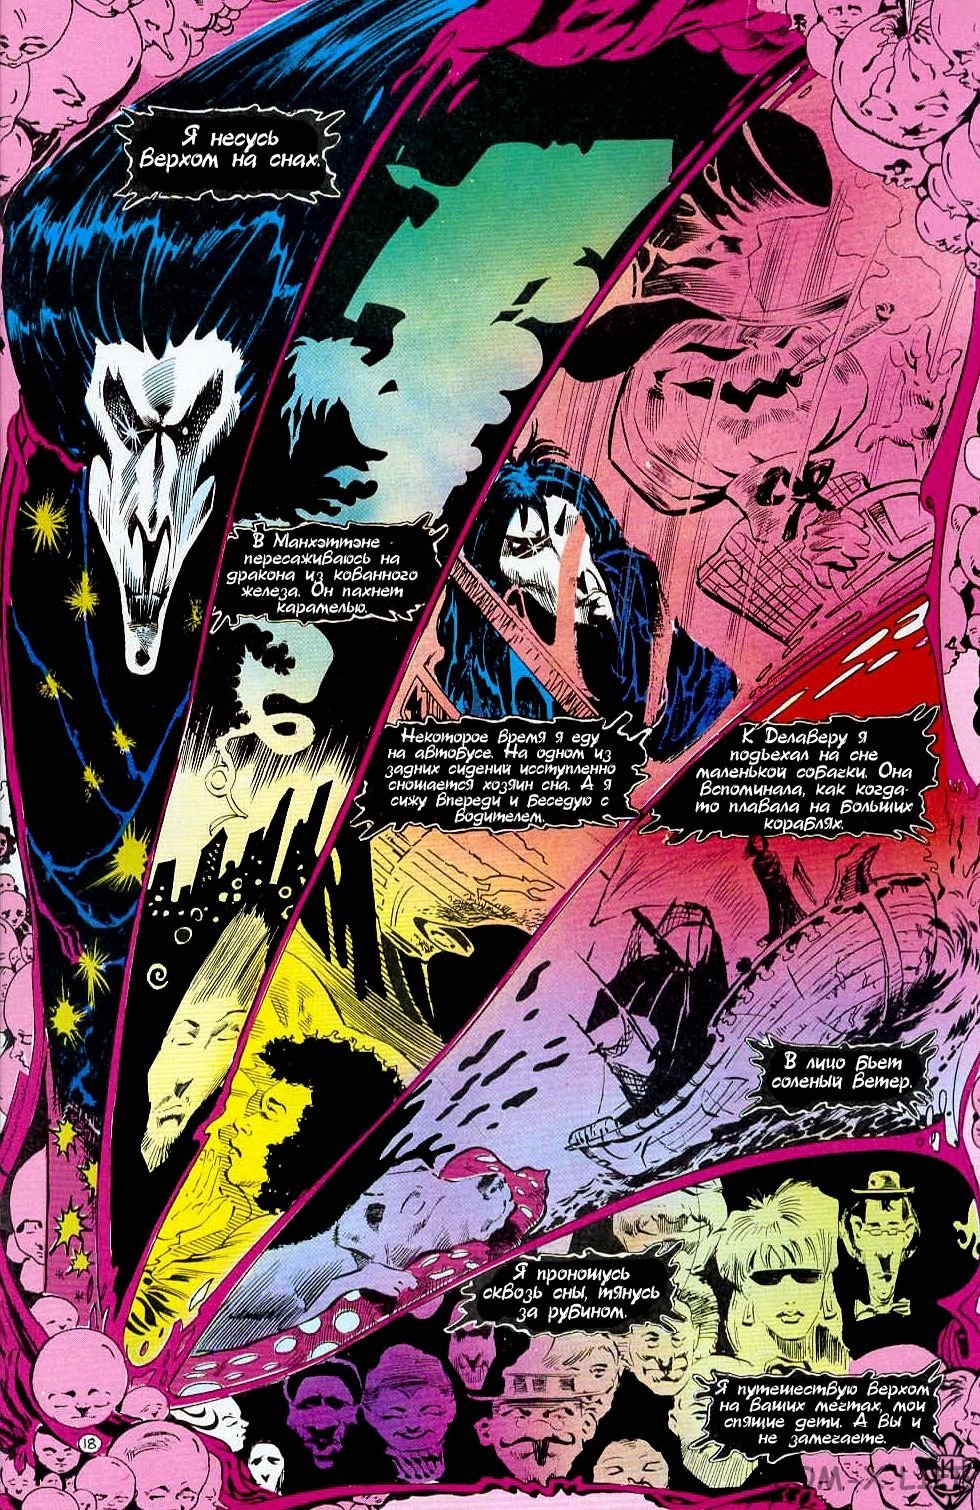 Я несусь
верхом на снах.
В Манхэттэне -
пересаживаюсь на
дракона из кованного
железа. Он пахнет
карамелью.
Некоторое время я еду
на автобусе. На одном из
задних сидений исступленно
сношается хозяин сна. А я
сижу впереди и беседую с
водителем.
К Делаверу я
подъехал на сне
маленькой собачки. Она
вспоминала, как когда-
то плавала на больших
кораблях.
В лицо бьет
соленый ветер.
Я проношусь
сквозь сны, тянусь
за рубином.
Я путешествую верхом
на ваших мечтах, мои
спящие дети. А вы и
не замечаете.
18